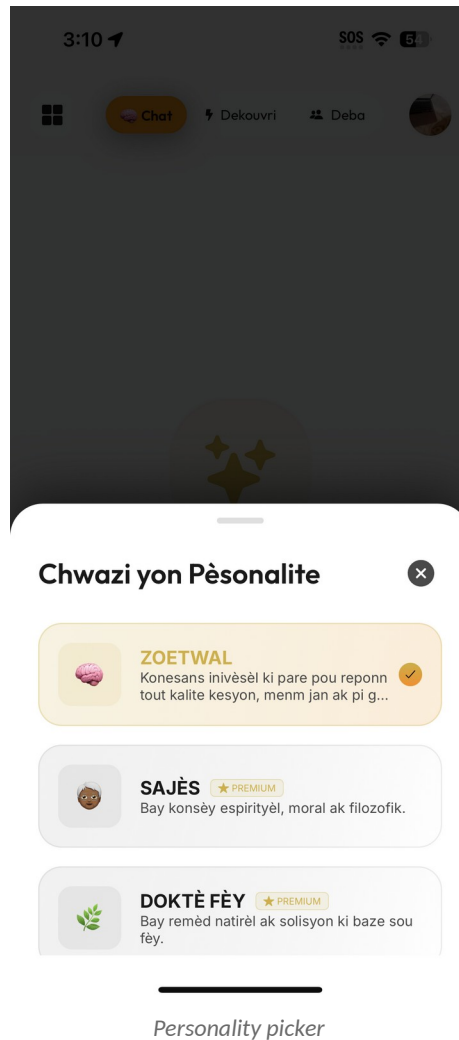 3:10
SOS
54
Chat
Dekouvri
Deba
Chwazi yon Pèsonalite
ZOETWAL
Konesans inivèsèl ki pare pou reponn
tout kalite kesyon, menm jan ak pi g...
SAJÈS
PREMIUM
Bay konsèy espirityèl, moral ak filozofik.
DOKTÈ FÈY
PREMIUM
Bay remèd natirèl ak solisyon ki baze sou
fèy.
Personality picker